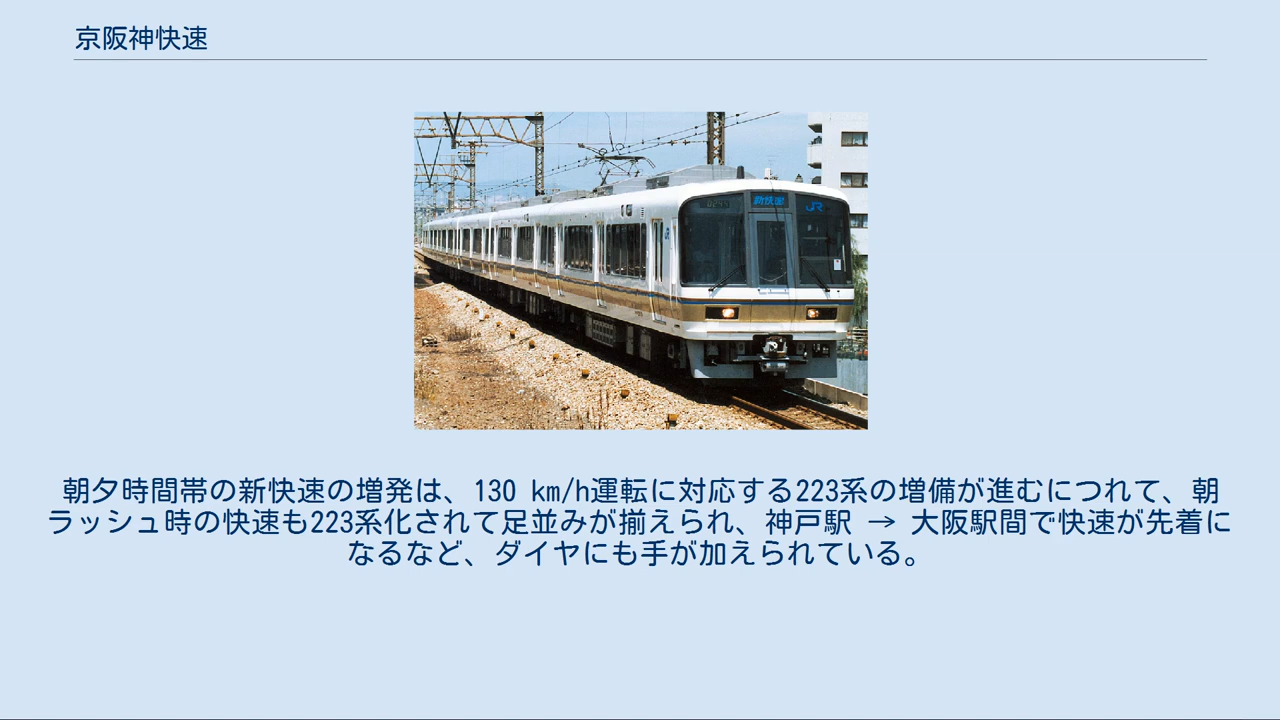 京阪神快速
新快速
JR
朝夕時間帯の新快速の増発は、130 km/h運転に対応する223系の増備が進むにつれて、朝
ラッシュ時の快速も223系化されて足並みが揃えられ、神戸駅 → 大阪駅間で快速が先着に
なるなど、ダイヤにも手が加えられている。